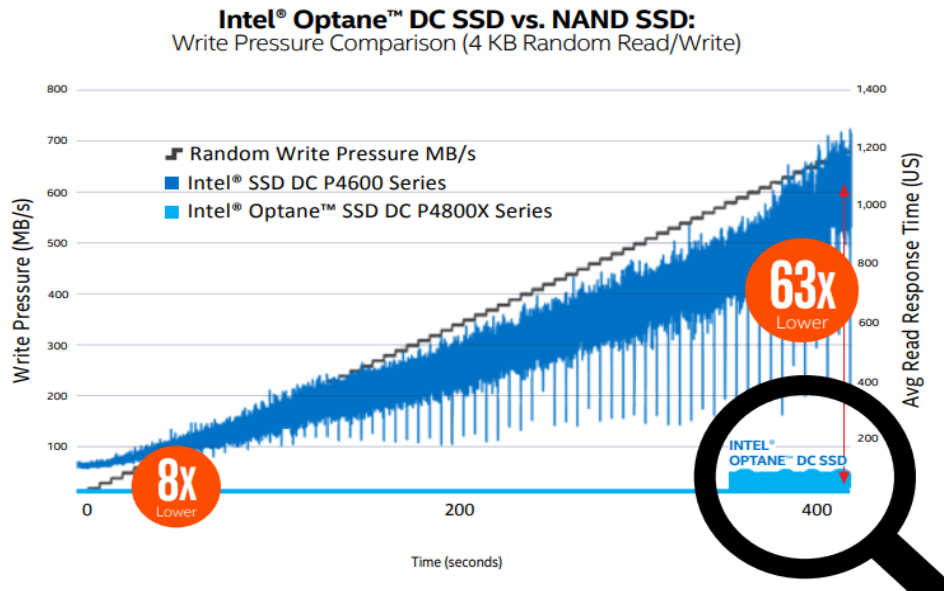 Intel® Optane™ DC SSD vs. NAND SSD:
Write Pressure Comparison (4 KB Random Read/Write)
800
700
600
500
400
300
200
100
Write Pressure (MB/s)
Random Write Pressure MB/s
Intel® SSD DC P4600 Series
Intel® Optane™ SSD DC P4800X Series
1,400
1,200
1,000
800
600
400
200
Avg Read Response Time (US)
63x
Lower
8x
Lower
INTEL®
OPTANE™ DC SSD
0
200
400
Time (seconds)